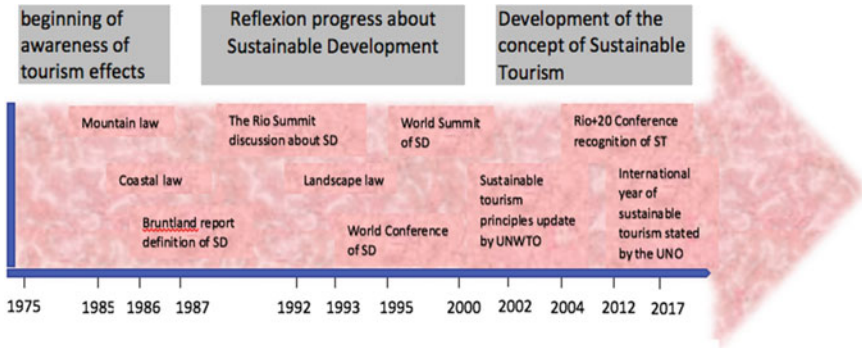 beginning of
awareness of
tourism effects
Reflexion progress about
Sustainable Development
Development of the
concept of Sustainable
Tourism
Mountain law
The Rio Summit
discussion about SD
World Summit
of SD
Rio+20 Conference
recognition of ST
Coastal law
Landscape law
Sustainable
tourism
principles update
by UNWTO
International
year of
sustainable
tourism stated
by the UNO
Bruntland report
definition of SD
World Conference
of SD
1975 1985 1986 1987 1992 1993 1995 2000 2002 2004 2012 2017